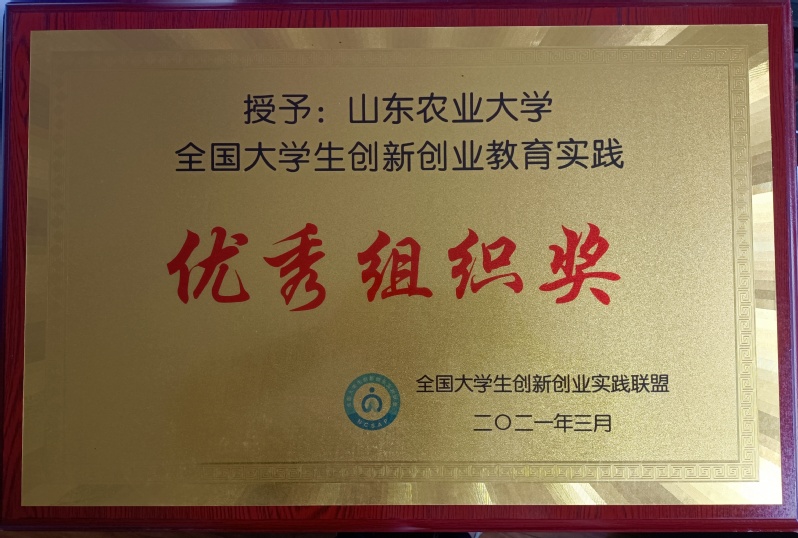 授予：山东农业大学
全国大学生创新创业教育实践
优秀组织奖
全国大学生创新创业实践联盟
二〇二一年三月